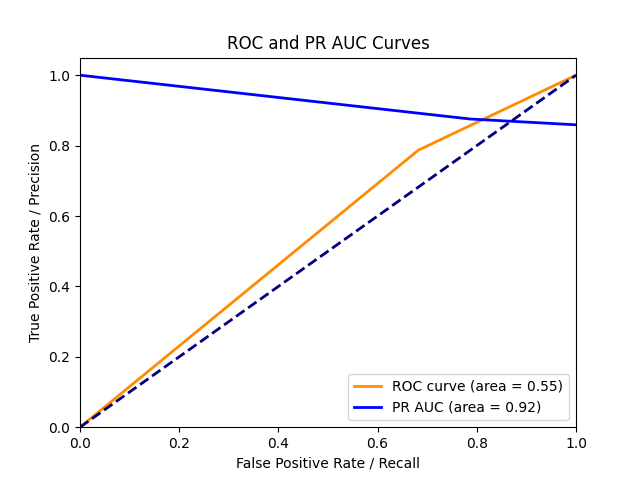 ROC and PR AUC Curves
True Positive Rate / Precision
1.0
0.8
0.6
0.4
0.2
0.0
ROC curve (area = 0.55)
PR AUC (area = 0.92)
0.0 0.2 0.4 0.6 0.8 1.0
False Positive Rate / Recall